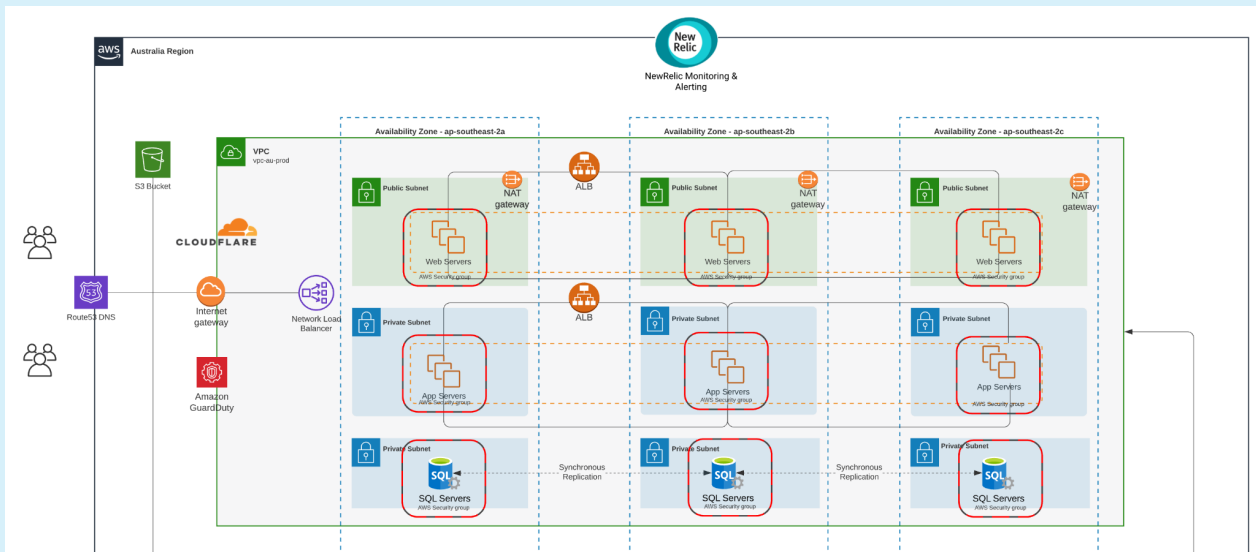 New
Relic
NewRelic Monitoring &
Alerting
aws
Australia Region
Availability Zone - ap-southeast-2a
Availability Zone - ap-southeast-2b
Availability Zone - ap-southeast-2c
VPC
vpc-au-prod
S3 Bucket
ALB
Public Subnet
NAT
gateway
Public Subnet
NAT
gateway
Public Subnet
NAT
gateway
CLOUDFLARE
Web Servers
AWS Security group
Web Servers
AWS Security group
Web Servers
AWS Security group
53
Route53 DNS
Internet
gateway
Network Load
Balancer
ALB
Private Subnet
Private Subnet
Private Subnet
Amazon
GuardDuty
App Servers
AWS Security group
App Servers
AWS Security group
App Servers
AWS Security group
Private Subnet
Private Subnet
Private Subnet
SQL
SQL Servers
AWS Security group
Synchronous
Replication
SQL
SQL Servers
AWS Security group
Synchronous
Replication
SQL
SQL Servers
AWS Security group